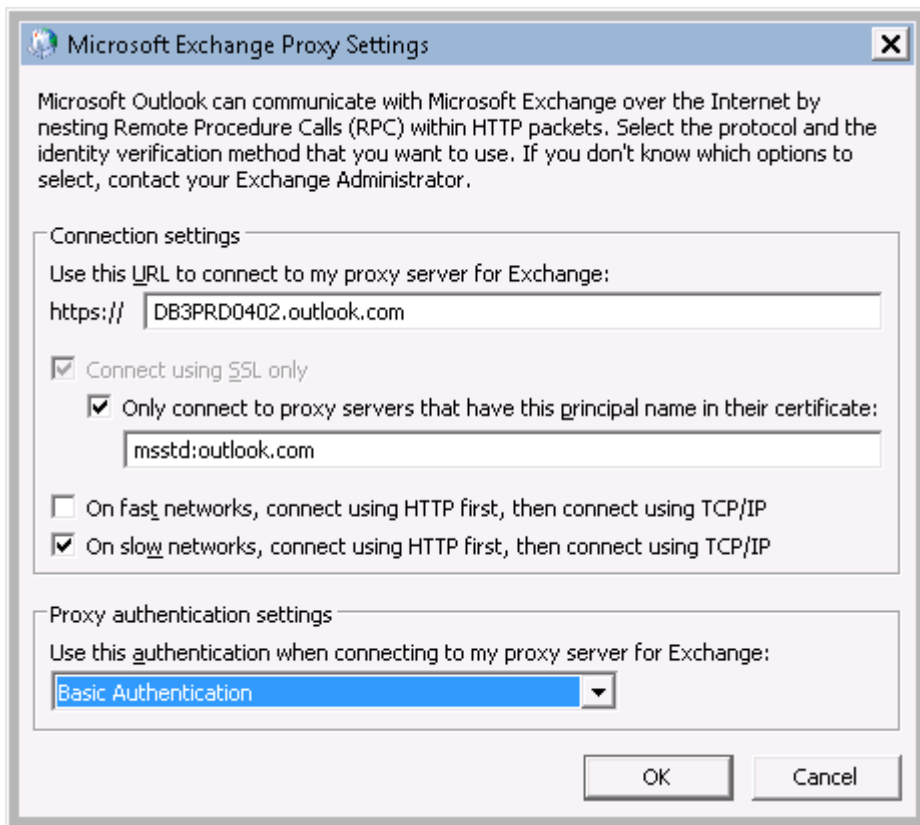 Microsoft Exchange Proxy Settings
Microsoft Outlook can communicate with Microsoft Exchange over the Internet by
nesting Remote Procedure Calls (RPC) within HTTP packets. Select the protocol and the
identity verification method that you want to use. If you don't know which options to
select, contact your Exchange Administrator.
Connection settings
Use this URL to connect to my proxy server for Exchange:
https:// DB3PRD0402.outlook.com
Connect using SSL only
Only connect to proxy servers that have this principal name in their certificate:
msstd:outlook.com
On fast networks, connect using HTTP first, then connect using TCP/IP
On slow networks, connect using HTTP first, then connect using TCP/IP
Proxy authentication settings
Use this authentication when connecting to my proxy server for Exchange:
Basic Authentication
OK Cancel